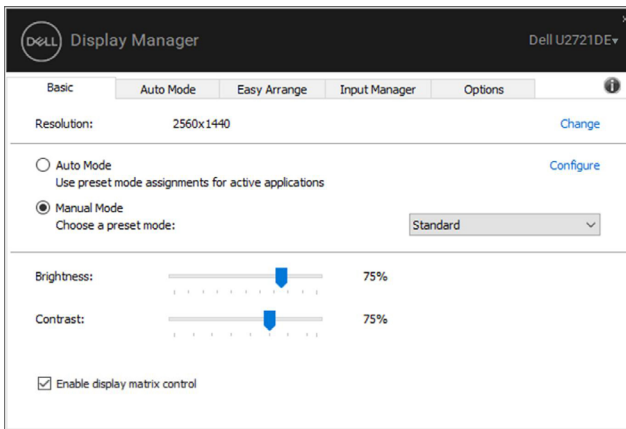 DELL Display Manager
Dell U2721DE
Basic Auto Mode Easy Arrange Input Manager Options
Resolution: 2560x1440 Change
Auto Mode Configure
Use preset mode assignments for active applications
Manual Mode
Choose a preset mode: Standard
Brightness: 75%
Contrast: 75%
Enable display matrix control